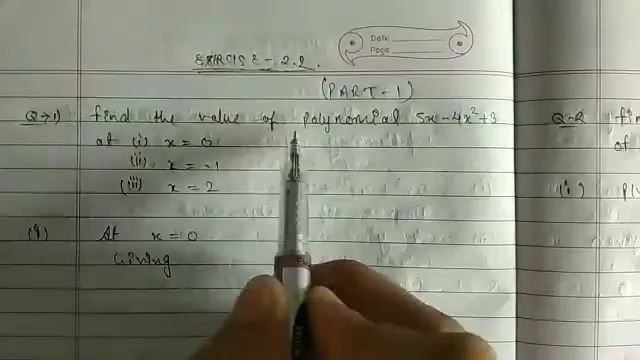 Date
Page
EXERCISE - 2.2.
(PART - 1)
Q→1) find the value of polynomial 5x - 4x² + 3
at (i) x = 0
(ii) x = -1
(iii) x = 2
(i) At x = 0
Giving
Q→2
of
(i) P(